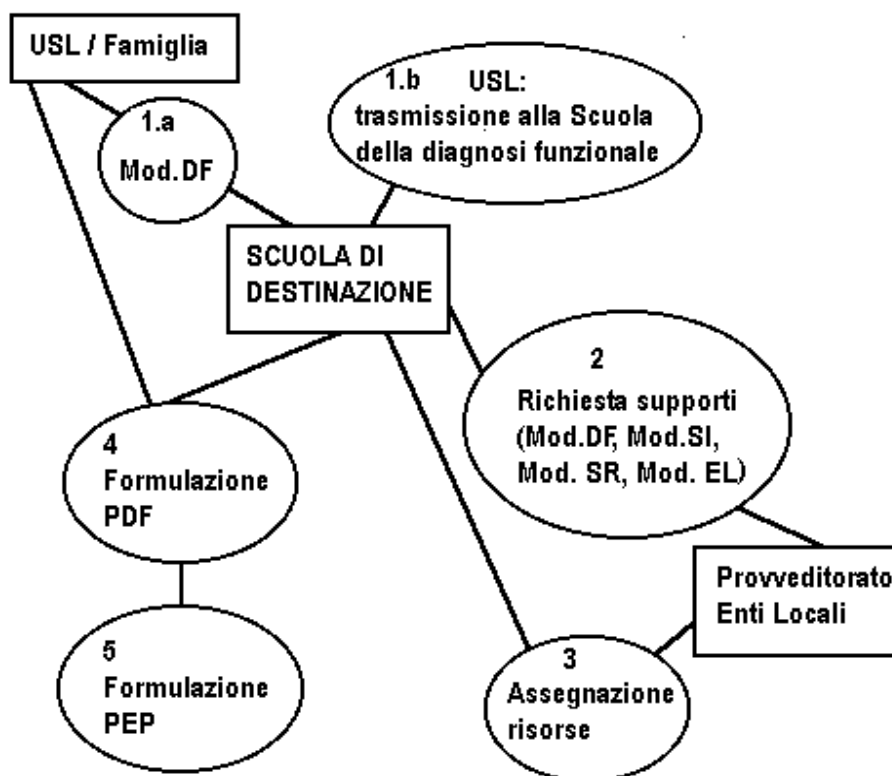 USL / Famiglia
1.a
Mod.DF
1.b USL:
trasmissione alla Scuola
della diagnosi funzionale
SCUOLA DI
DESTINAZIONE
2
Richiesta supporti
(Mod.DF, Mod.SI,
Mod. SR, Mod. EL)
4
Formulazione
PDF
Provveditorato
Enti Locali
5
Formulazione
PEP
3
Assegnazione
risorse